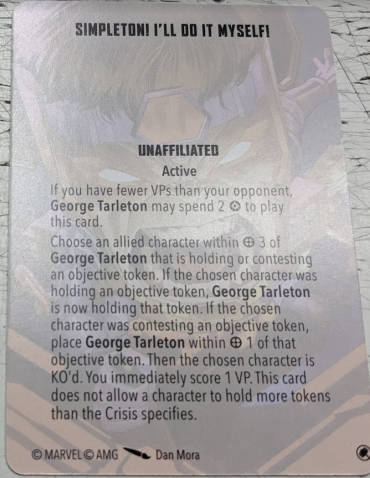 SIMPLETON! I'LL DO IT MYSELF!
UNAFFILIATED
Active
If you have fewer VPs than your opponent,
George Tarleton may spend 2 to play
this card.
Choose an allied character within 3 of
George Tarleton that is holding or contesting
an objective token. If the chosen character was
holding an objective token, George Tarleton
is now holding that token. If the chosen
character was contesting an objective token,
place George Tarleton within 1 of that
objective token. Then the chosen character is
KO'd. You immediately score 1 VP. This card
does not allow a character to hold more tokens
than the Crisis specifies.
© MARVEL © AMG Dan Mora